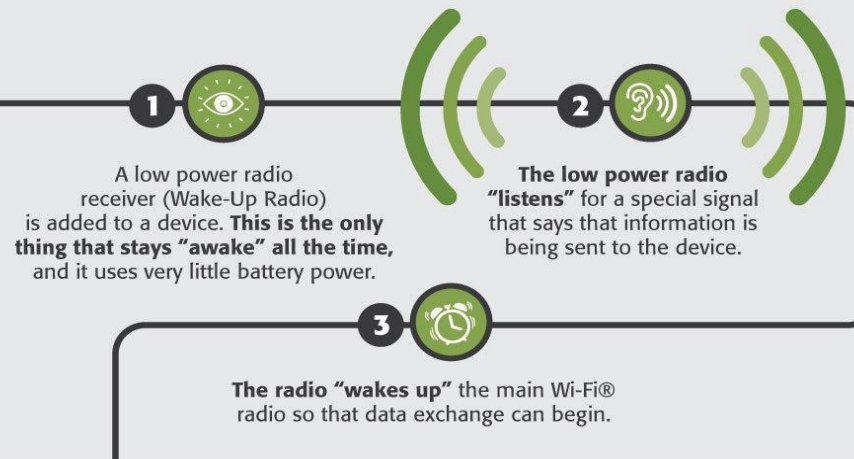 1
A low power radio
receiver (Wake-Up Radio)
is added to a device. This is the only
thing that stays “awake” all the time,
and it uses very little battery power.
2
The low power radio
“listens” for a special signal
that says that information is
being sent to the device.
3
The radio “wakes up” the main Wi-Fi®
radio so that data exchange can begin.